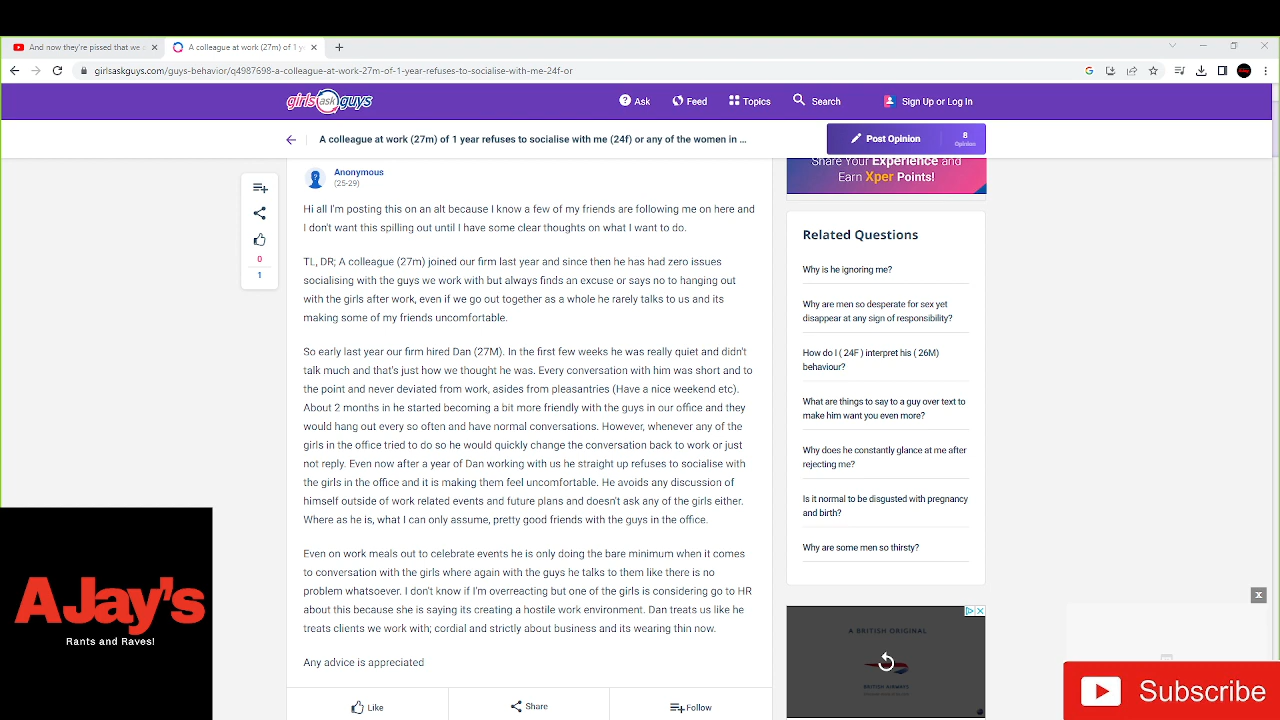 And now they're pissed that we a
A colleague at work (27m) of 1 ye
girlsaskguys.com/guys-behavior/q4987698-a-colleague-at-work-27m-of-1-year-refuses-to-socialise-with-me-24f-or
girls ask guys
Ask
Feed
Topics
Search
Sign Up or Log In
A colleague at work (27m) of 1 year refuses to socialise with me (24f) or any of the women in ...
Post Opinion
8
Opinion
Anonymous
(25-29)
0
1
Hi all I'm posting this on an alt because I know a few of my friends are following me on here and
I don't want this spilling out until I have some clear thoughts on what I want to do.
TL, DR; A colleague (27m) joined our firm last year and since then he has had zero issues
socialising with the guys we work with but always finds an excuse or says no to hanging out
with the girls after work, even if we go out together as a whole he rarely talks to us and its
making some of my friends uncomfortable.
So early last year our firm hired Dan (27M). In the first few weeks he was really quiet and didn't
talk much and that's just how we thought he was. Every conversation with him was short and to
the point and never deviated from work, asides from pleasantries (Have a nice weekend etc).
About 2 months in he started becoming a bit more friendly with the guys in our office and they
would hang out every so often and have normal conversations. However, whenever any of the
girls in the office tried to do so he would quickly change the conversation back to work or just
not reply. Even now after a year of Dan working with us he straight up refuses to socialise with
the girls in the office and it is making them feel uncomfortable. He avoids any discussion of
himself outside of work related events and future plans and doesn't ask any of the girls either.
Where as he is, what I can only assume, pretty good friends with the guys in the office.
Even on work meals out to celebrate events he is only doing the bare minimum when it comes
to conversation with the girls where again with the guys he talks to them like there is no
problem whatsoever. I don't know if I'm overreacting but one of the girls is considering go to HR
about this because she is saying its creating a hostile work environment. Dan treats us like he
treats clients we work with; cordial and strictly about business and its wearing thin now.
Any advice is appreciated
Like
Share
Follow
Share Your Experience and
Earn Xper Points!
Related Questions
Why is he ignoring me?
Why are men so desperate for sex yet
disappear at any sign of responsibility?
How do I ( 24F ) interpret his ( 26M)
behaviour?
What are things to say to a guy over text to
make him want you even more?
Why does he constantly glance at me after
rejecting me?
Is it normal to be disgusted with pregnancy
and birth?
Why are some men so thirsty?
A BRITISH ORIGINAL
BRITISH AIRWAYS
AJay's
Rants and Raves!
Subscribe